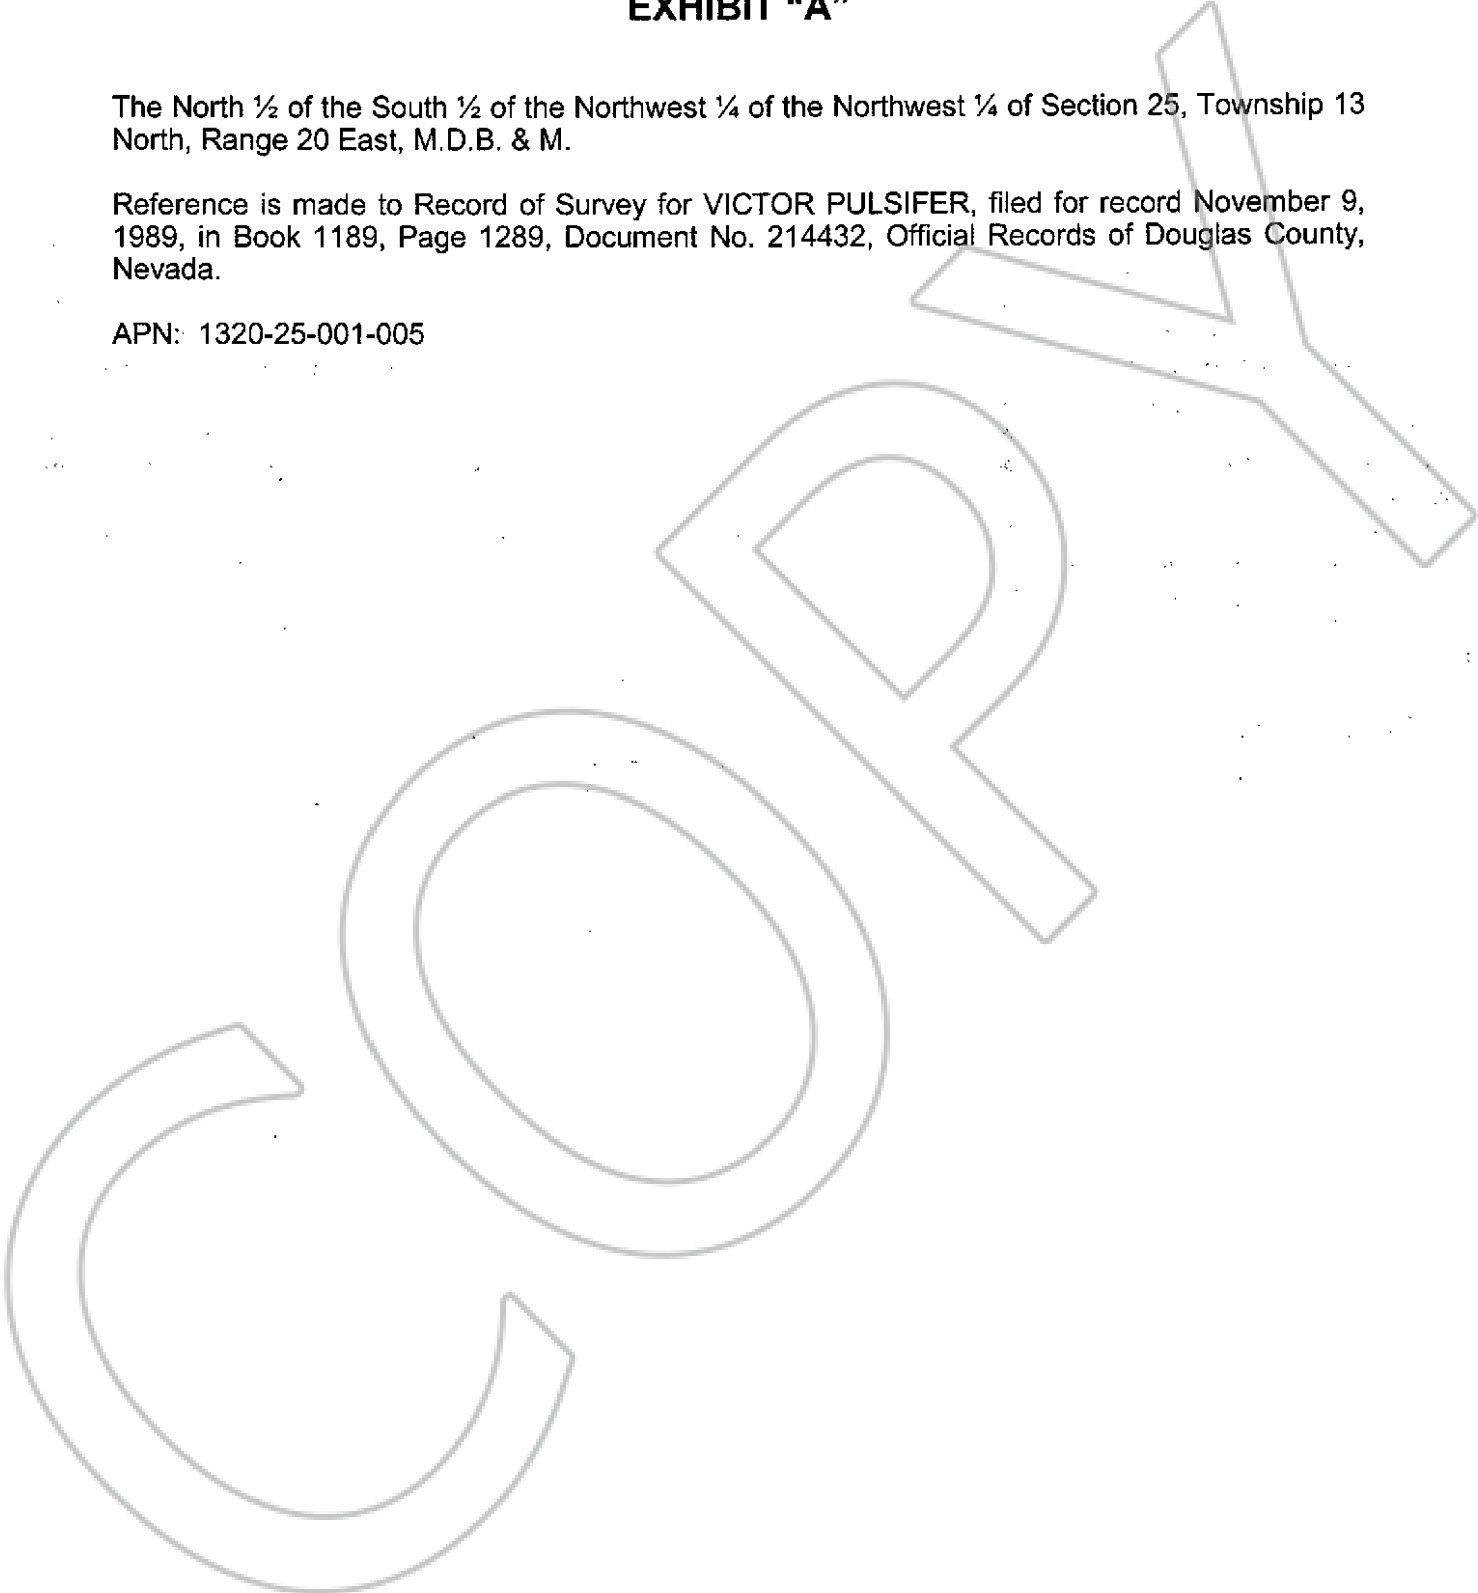 EXHIBIT "A"
The North ½ of the South ½ of the Northwest ¼ of the Northwest ¼ of Section 25, Township 13
North, Range 20 East, M.D.B. & M.
Reference is made to Record of Survey for VICTOR PULSIFER, filed for record November 9,
1989, in Book 1189, Page 1289, Document No. 214432, Official Records of Douglas County,
Nevada.
APN: 1320-25-001-005
COPY